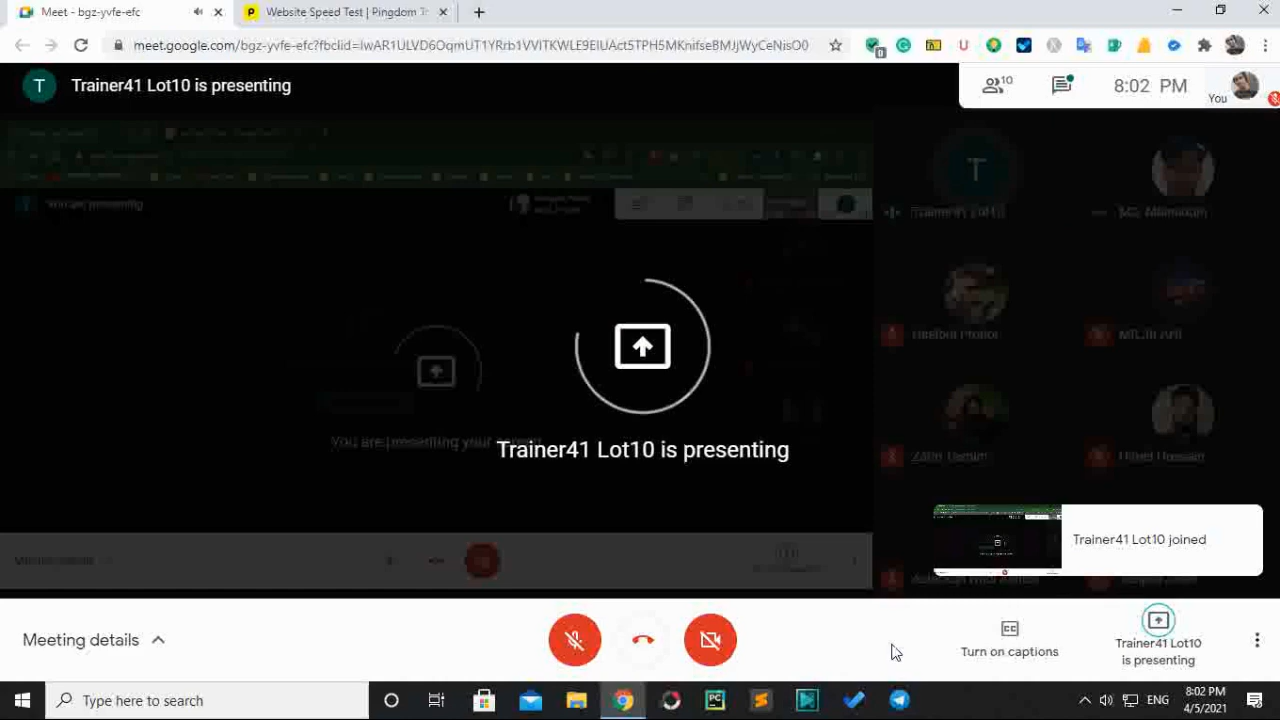 Meet - bgz-yvfe-efc
Website Speed Test | Pingdom T
meet.google.com/bgz-yvfe-efc?fbclid=IwAR1ULVD6OqmUT1YRrb1VVITKWLE9EIUAct5TPH5MKnifseBMJjWyCeNisO0
Trainer41 Lot10 is presenting
10
8:02 PM
You
Trainer41 Lot10 is presenting
Trainer41 Lot10 joined
Meeting details
Turn on captions
Trainer41 Lot10
is presenting
Type here to search
ENG
8:02 PM
4/5/2021